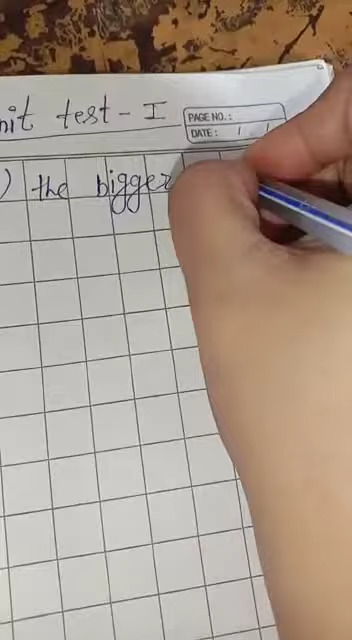 nit test - I
PAGE NO.:
DATE: / /
) the bigger